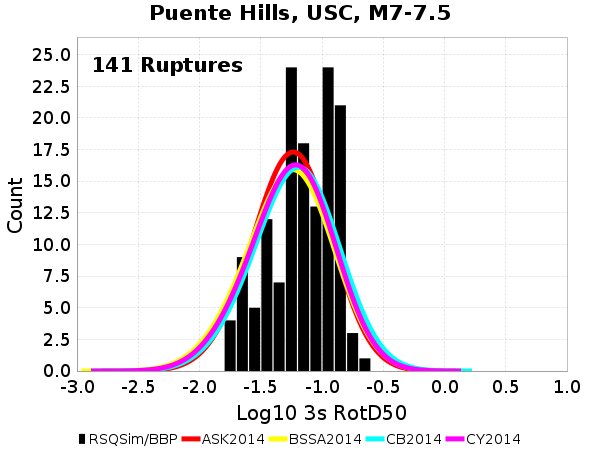 Puente Hills, USC, M7-7.5
141 Ruptures
25.0
22.5
20.0
17.5
15.0
12.5
10.0
7.5
5.0
2.5
0.0
Count
-3.0 -2.5 -2.0 -1.5 -1.0 -0.5 0.0 0.5 1.0
Log10 3s RotD50
RSQSim/BBP ASK2014 BSSA2014 CB2014 CY2014